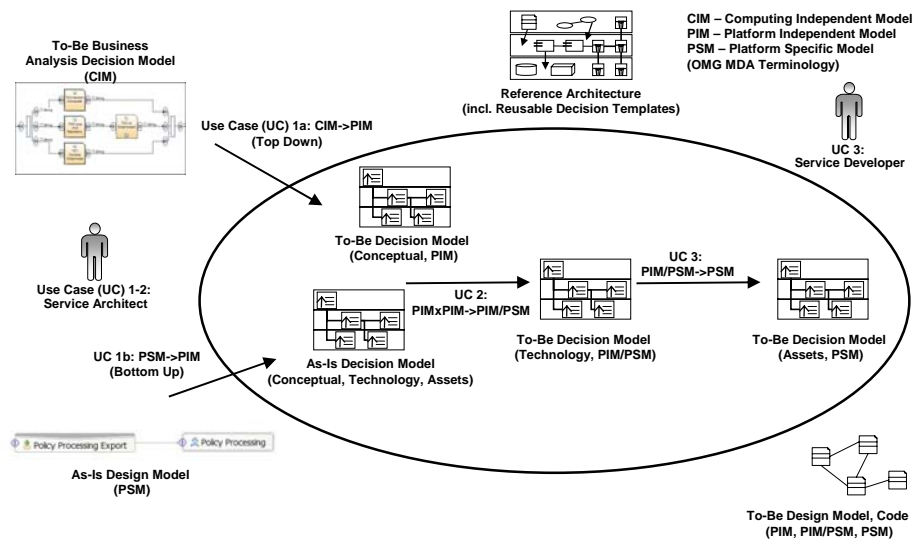 To-Be Business
Analysis Decision Model
(CIM)
Reference Architecture
(incl. Reusable Decision Templates)
CIM – Computing Independent Model
PIM – Platform Independent Model
PSM – Platform Specific Model
(OMG MDA Terminology)
UC 3:
Service Developer
Use Case (UC) 1a: CIM->PIM
(Top Down)
To-Be Decision Model
(Conceptual, PIM)
Use Case (UC) 1-2:
Service Architect
UC 2:
PIMxPIM->PIM/PSM
UC 3:
PIM/PSM->PSM
UC 1b: PSM->PIM
(Bottom Up)
As-Is Decision Model
(Conceptual, Technology, Assets)
To-Be Decision Model
(Technology, PIM/PSM)
To-Be Decision Model
(Assets, PSM)
Policy Processing Export
Policy Processing
As-Is Design Model
(PSM)
To-Be Design Model, Code
(PIM, PIM/PSM, PSM)